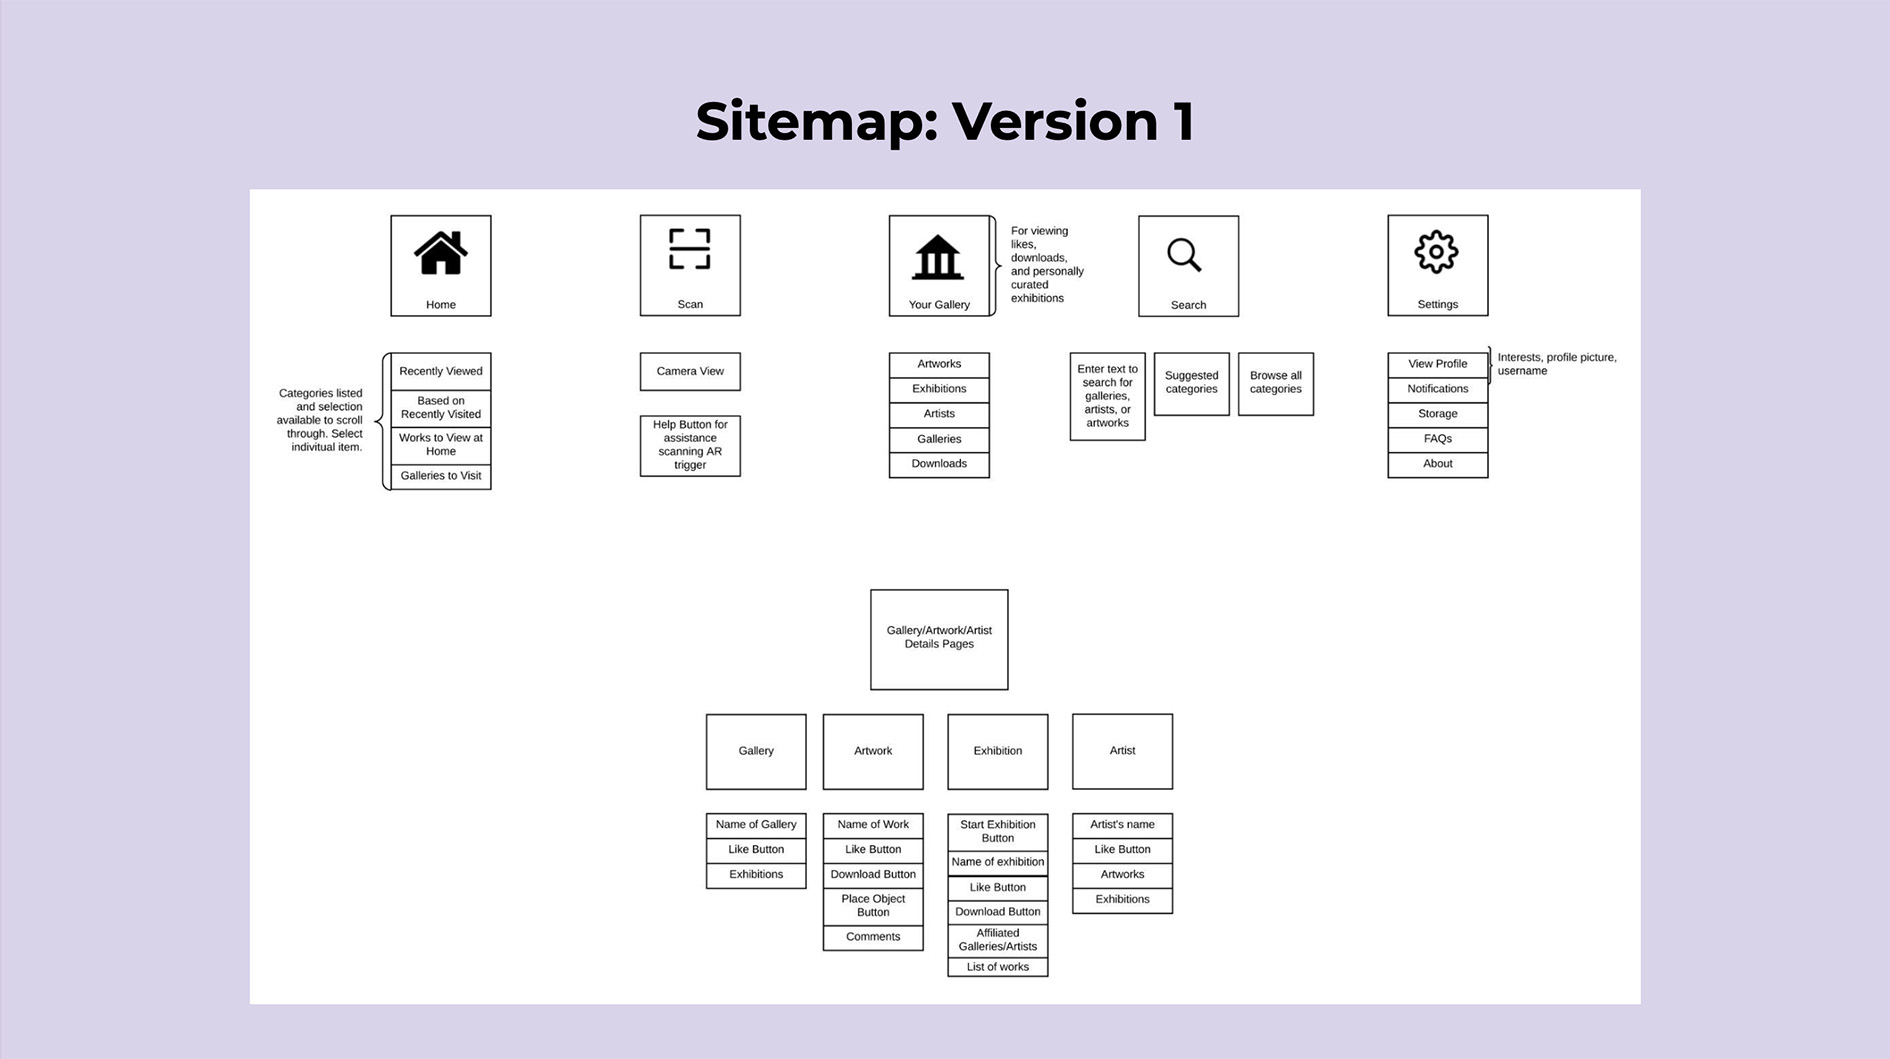 Sitemap: Version 1
Home
Scan
Your Gallery
For viewing
likes,
downloads,
and personally
curated
exhibitions
Search
Settings
Categories listed
and selection
available to scroll
through. Select
indivitual item.
Recently Viewed
Based on
Recently Visited
Works to View at
Home
Galleries to Visit
Camera View
Help Button for
assistance
scanning AR
trigger
Artworks
Exhibitions
Artists
Galleries
Downloads
Enter text to
search for
galleries,
artists, or
artworks
Suggested
categories
Browse all
categories
View Profile
Notifications
Storage
FAQs
About
Interests, profile picture,
username
Gallery/Artwork/Artist
Details Pages
Gallery
Artwork
Exhibition
Artist
Name of Gallery
Like Button
Exhibitions
Name of Work
Like Button
Download Button
Place Object
Button
Comments
Start Exhibition
Button
Name of exhibition
Like Button
Download Button
Affiliated
Galleries/Artists
List of works
Artist's name
Like Button
Artworks
Exhibitions